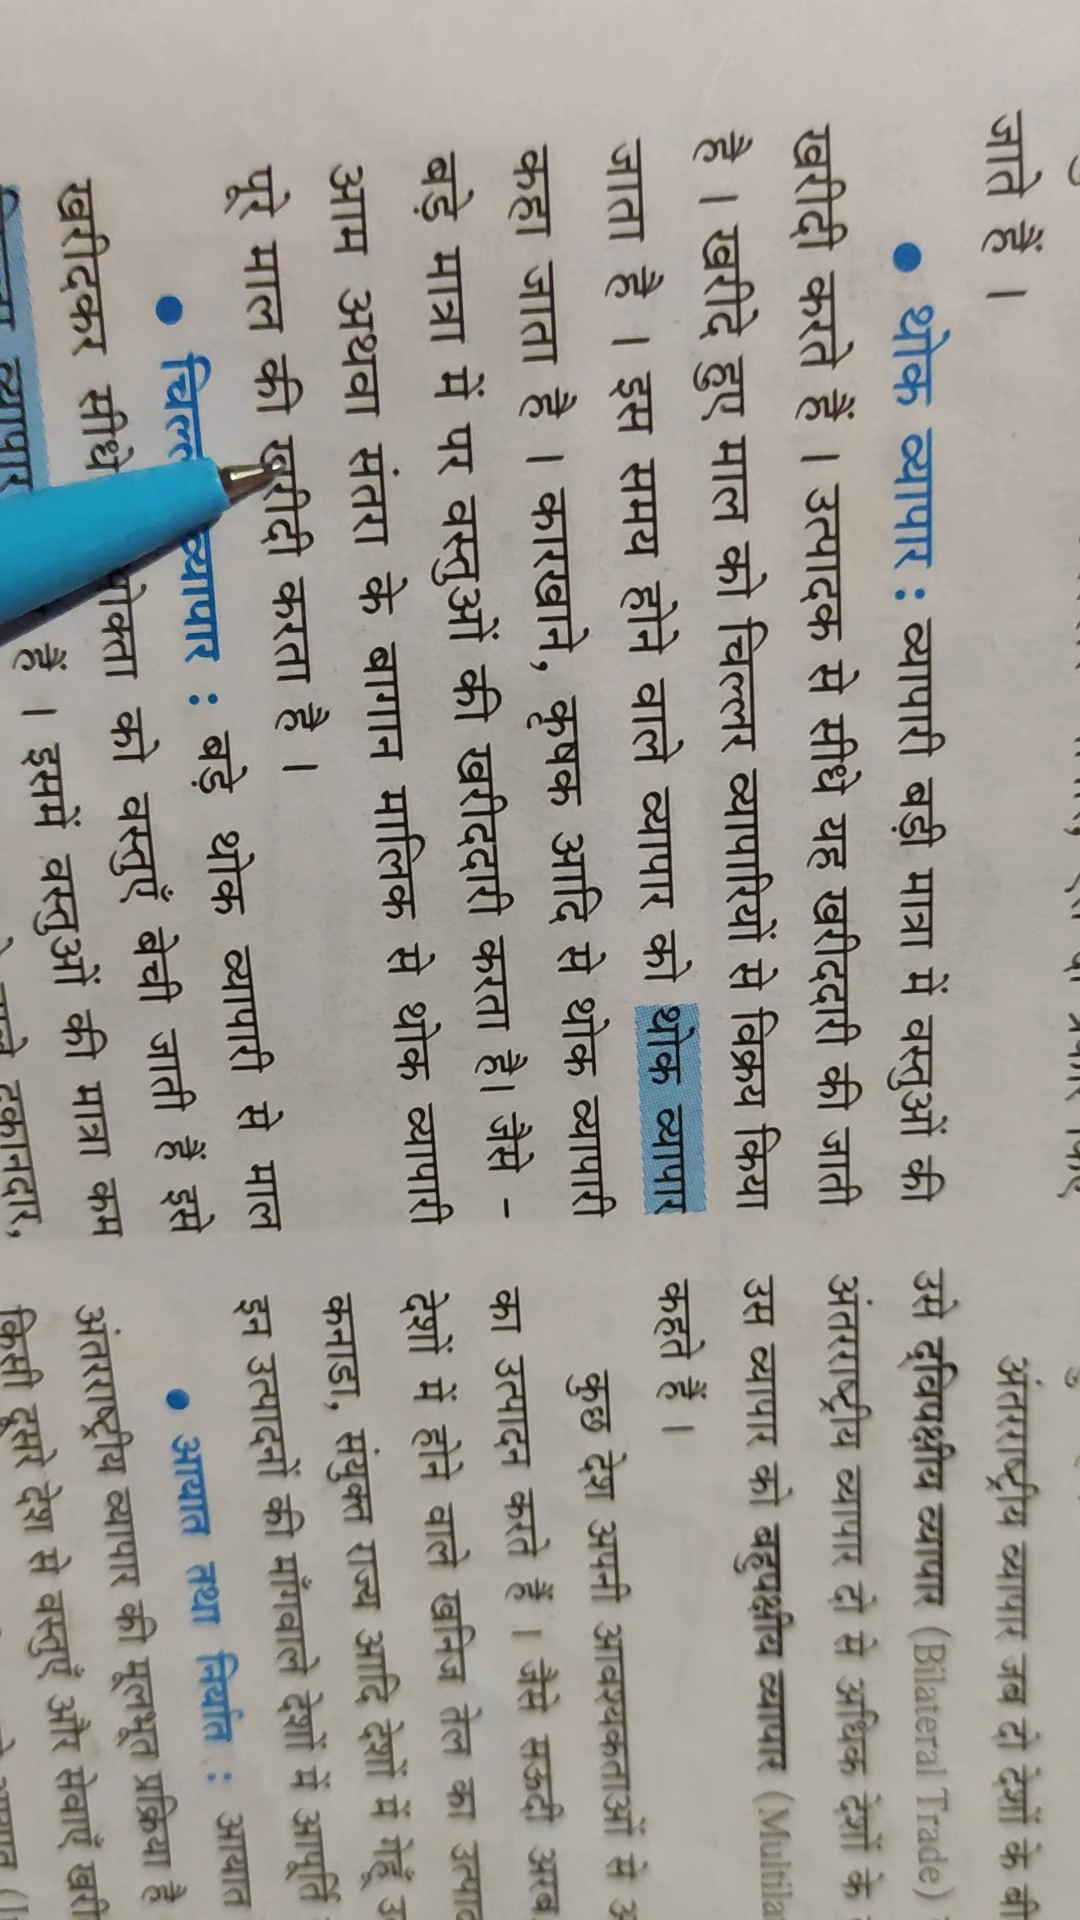 जाते हैं ।
● थोक व्यापार : व्यापारी बड़ी मात्रा में वस्तुओं की
खरीदी करते हैं । उत्पादक से सीधे यह खरीददारी की जाती
है । खरीदे हुए माल को चिल्लर व्यापारियों से विक्रय किया
जाता है । इस समय होने वाले व्यापार को थोक व्यापार
कहा जाता है । कारखाने, कृषक आदि से थोक व्यापारी
बड़े मात्रा में पर वस्तुओं की खरीददारी करता है। जैसे -
आम अथवा संतरा के बागान मालिक से थोक व्यापारी
पूरे माल की खरीदी करता है ।
● व्यापार : बड़े थोक व्यापारी से माल
खरीदकर सीधे को वस्तुएँ बेची जाती हैं इसे
व्यापार हैं । इसमें वस्तुओं की मात्रा कम
दुकानदार,
अंतरराष्ट्रीय व्यापार जब दो देशों के
उसे द्विपक्षीय व्यापार (Bilateral Trade)
अंतरराष्ट्रीय व्यापार दो से अधिक देशों के
उस व्यापार को बहुपक्षीय व्यापार
कहते हैं ।
कुछ देश अपनी आवश्यकताओं से
का उत्पादन करते हैं । जैसे सऊदी अरब,
देशों में होने वाले खनिज तेल का
कनाडा, संयुक्त राज्य आदि देशों में गेहूँ
इन उत्पादनों की मांगवाले देशों में आपूर्ति
● आयात तथा निर्यात : आयात
अंतरराष्ट्रीय व्यापार की मूलभूत प्रक्रिया है
किसी दूसरे देश से वस्तुएँ और सेवाएँ